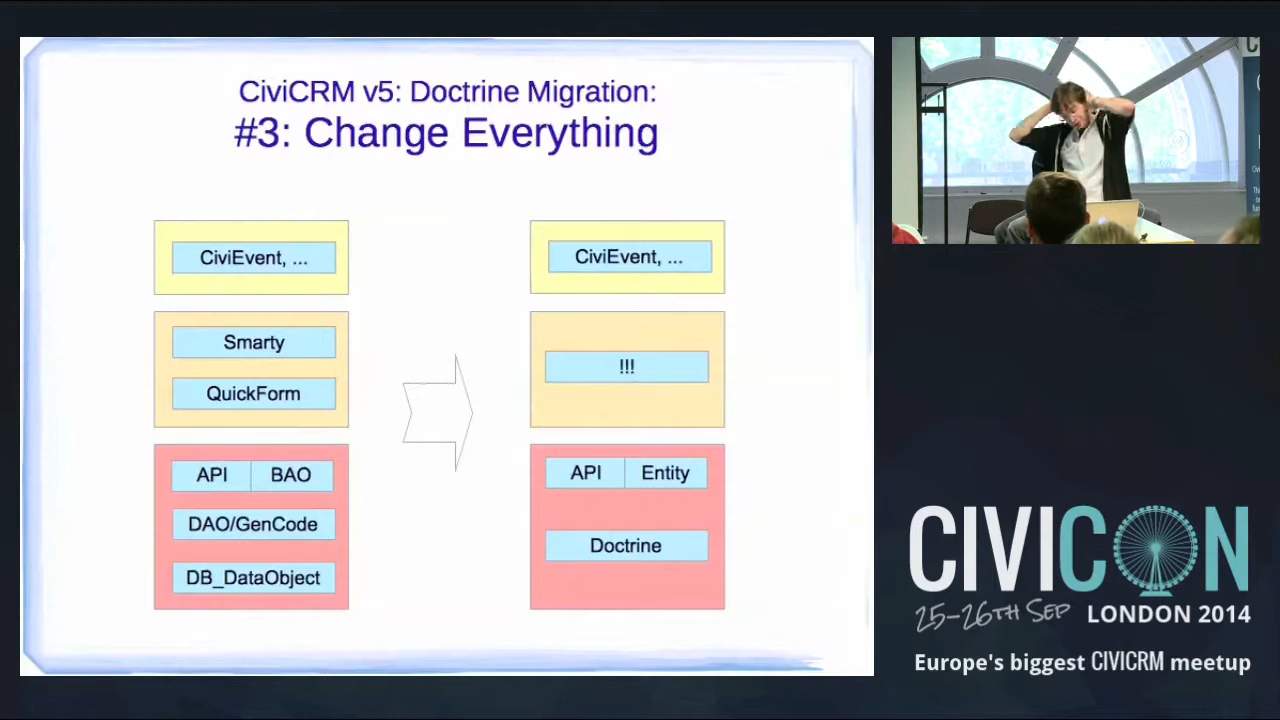 CiviCRM v5: Doctrine Migration:
#3: Change Everything
CiviEvent, ...
Smarty
QuickForm
API BAO
DAO/GenCode
DB_DataObject
CiviEvent, ...
!!!
API Entity
Doctrine
CIVICON
25-26TH SEP LONDON 2014
Europe's biggest CIVICRM meetup